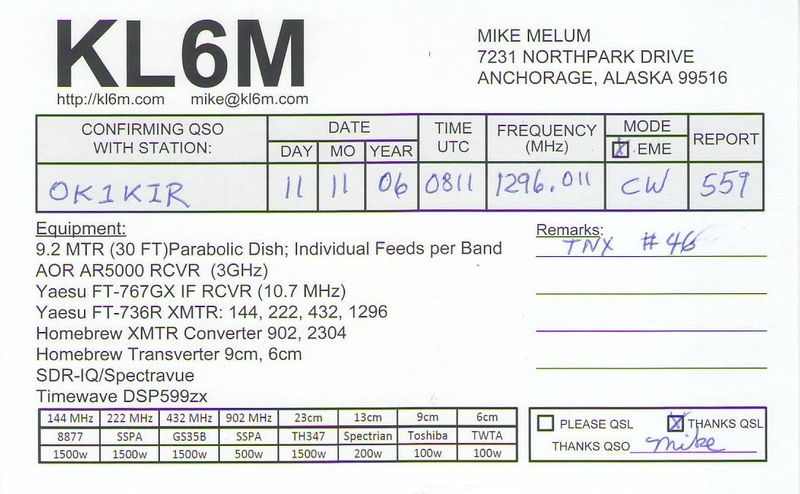 KL6M
http://kl6m.com mike@kl6m.com
MIKE MELUM
7231 NORTHPARK DRIVE
ANCHORAGE, ALASKA 99516
CONFIRMING QSO WITH STATION: DATE TIME UTC FREQUENCY (MHz) MODE REPORT
DAY MO YEAR EME
OK1KIR 11 11 06 0811 1296.011 CW 559
Equipment:
9.2 MTR (30 FT)Parabolic Dish; Individual Feeds per Band
AOR AR5000 RCVR (3GHz)
Yaesu FT-767GX IF RCVR (10.7 MHz)
Yaesu FT-736R XMTR: 144, 222, 432, 1296
Homebrew XMTR Converter 902, 2304
Homebrew Transverter 9cm, 6cm
SDR-IQ/Spectravue
Timewave DSP599zx
Remarks:
TNX #46
144 MHz 222 MHz 432 MHz 902 MHz 23cm 13cm 9cm 6cm
8877 SSPA GS35B SSPA TH347 Spectrian Toshiba TWTA
1500w 1500w 1500w 500w 1500w 200w 100w 100w
PLEASE QSL THANKS QSL
THANKS QSO Mike